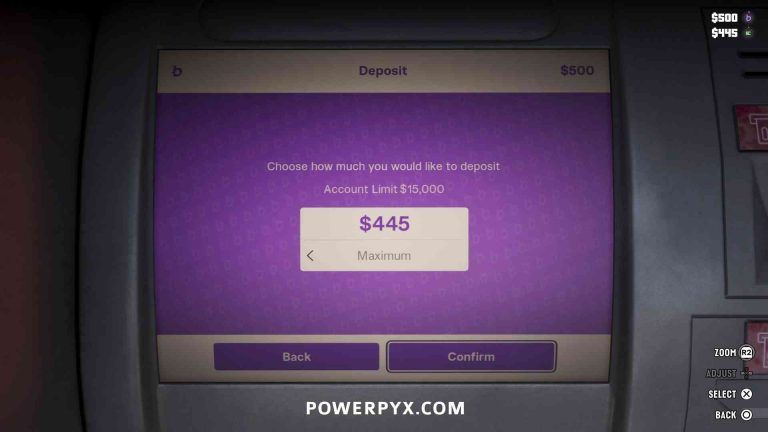 $500
$445
b Deposit $500
Choose how much you would like to deposit
Account Limit $15,000
$445
< Maximum
Back Confirm
ZOOM R2
ADJUST
SELECT X
BACK O
POWERPYX.COM